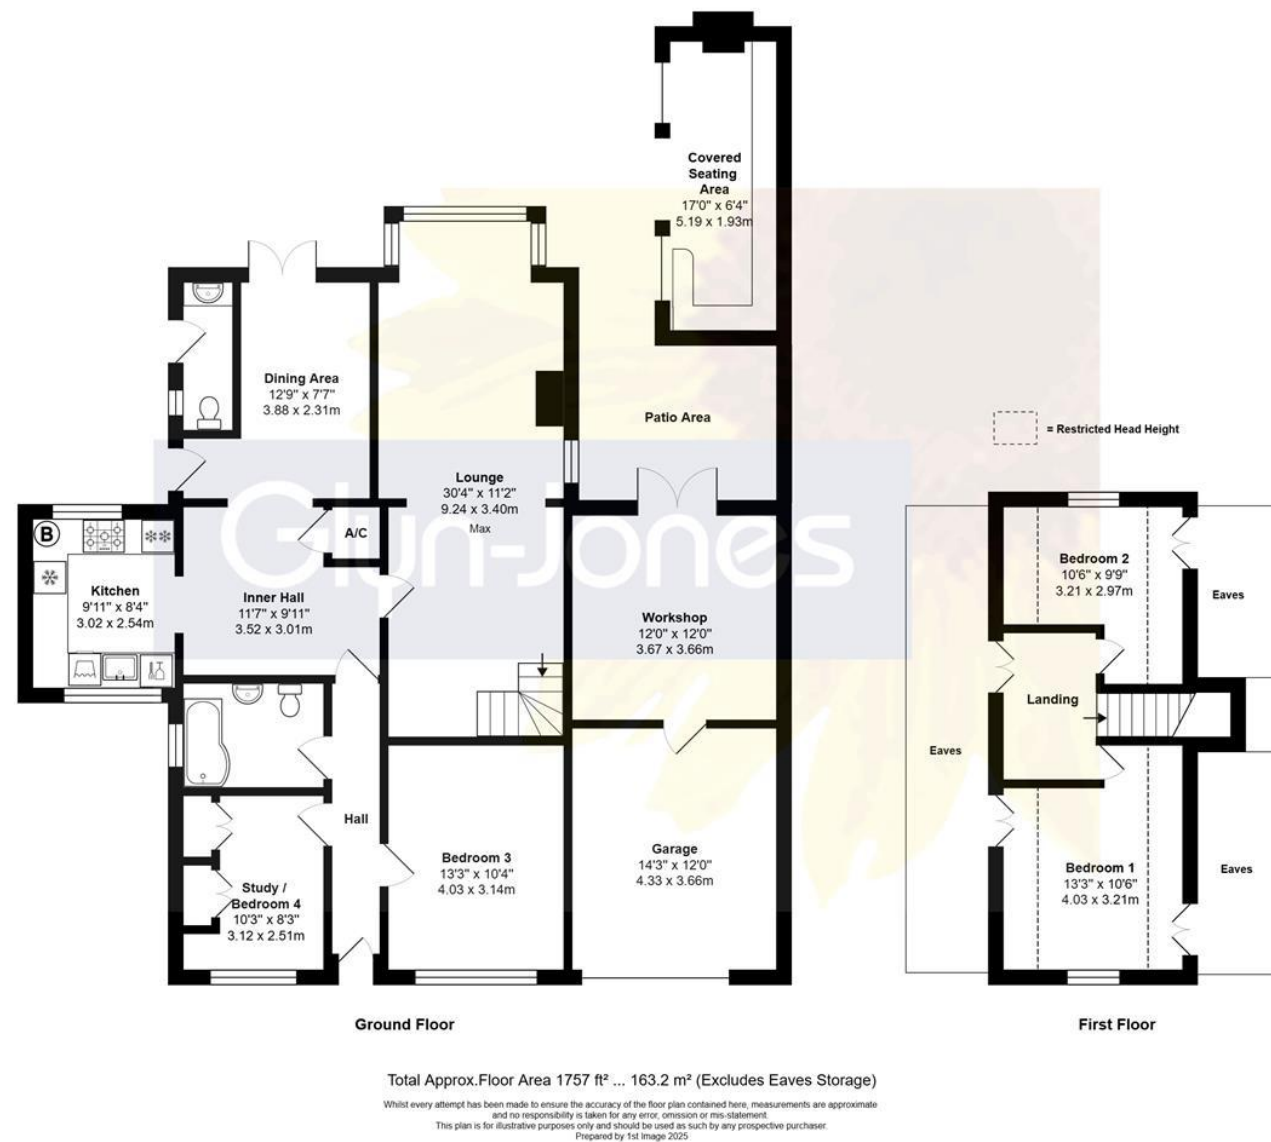 Covered
Seating
Area
17'0" x 6'4"
5.19 x 1.93m
Dining Area
12'9" x 7'7"
3.88 x 2.31m
Patio Area
= Restricted Head Height
Lounge
30'4" x 11'2"
9.24 x 3.40m
Max
Glyn-Jones
B
A/C
Kitchen
9'11" x 8'4"
3.02 x 2.54m
Inner Hall
11'7" x 9'11"
3.52 x 3.01m
Workshop
12'0" x 12'0"
3.67 x 3.66m
Bedroom 2
10'6" x 9'9"
3.21 x 2.97m
Eaves
Landing
Eaves
Hall
Bedroom 3
13'3" x 10'4"
4.03 x 3.14m
Garage
14'3" x 12'0"
4.33 x 3.66m
Study /
Bedroom 4
10'3" x 8'3"
3.12 x 2.51m
Bedroom 1
13'3" x 10'6"
4.03 x 3.21m
Eaves
Ground Floor
First Floor
Total Approx.Floor Area 1757 ft² ... 163.2 m² (Excludes Eaves Storage)
Whilst every attempt has been made to ensure the accuracy of the floor plan contained here, measurements are approximate
and no responsibility is taken for any error, omission or mis-statement.
This plan is for illustrative purposes only and should be used as such by any prospective purchaser.
Prepared by 1st Image 2025